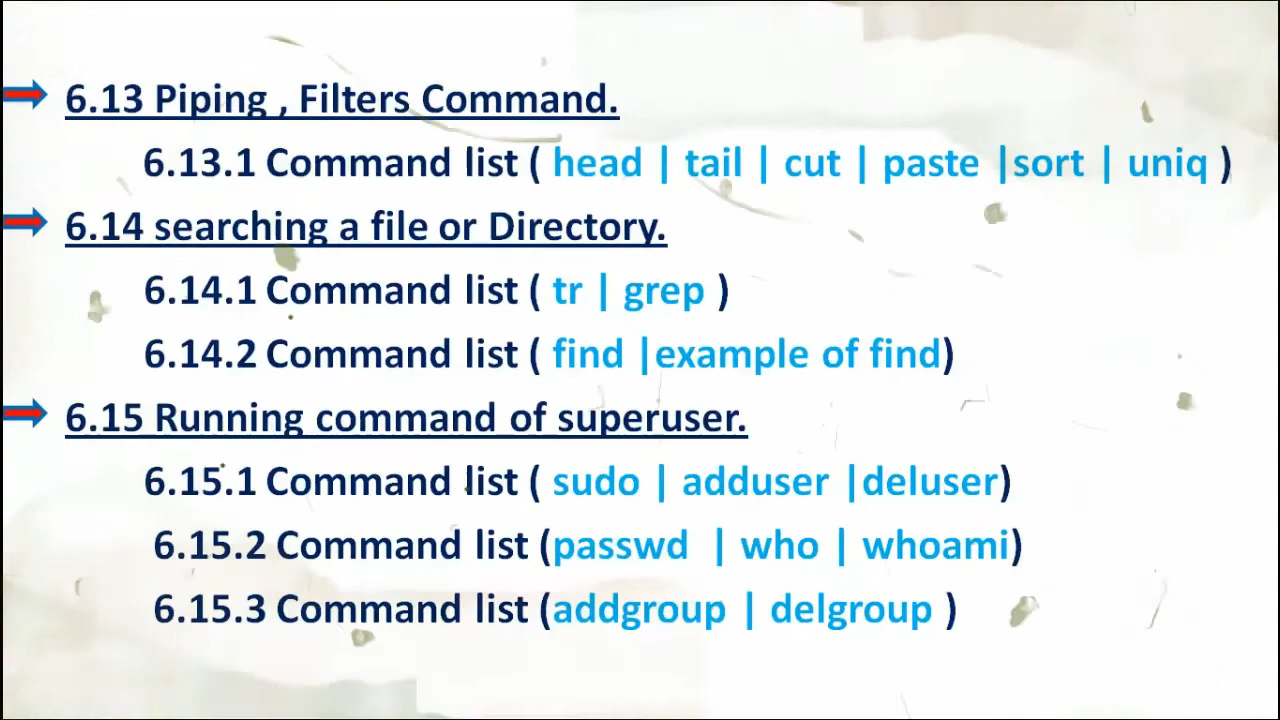 6.13 Piping , Filters Command.
6.13.1 Command list ( head | tail | cut | paste |sort | uniq )
6.14 searching a file or Directory.
6.14.1 Command list ( tr | grep )
6.14.2 Command list ( find |example of find)
6.15 Running command of superuser.
6.15.1 Command list ( sudo | adduser |deluser)
6.15.2 Command list (passwd | who | whoami)
6.15.3 Command list (addgroup | delgroup )